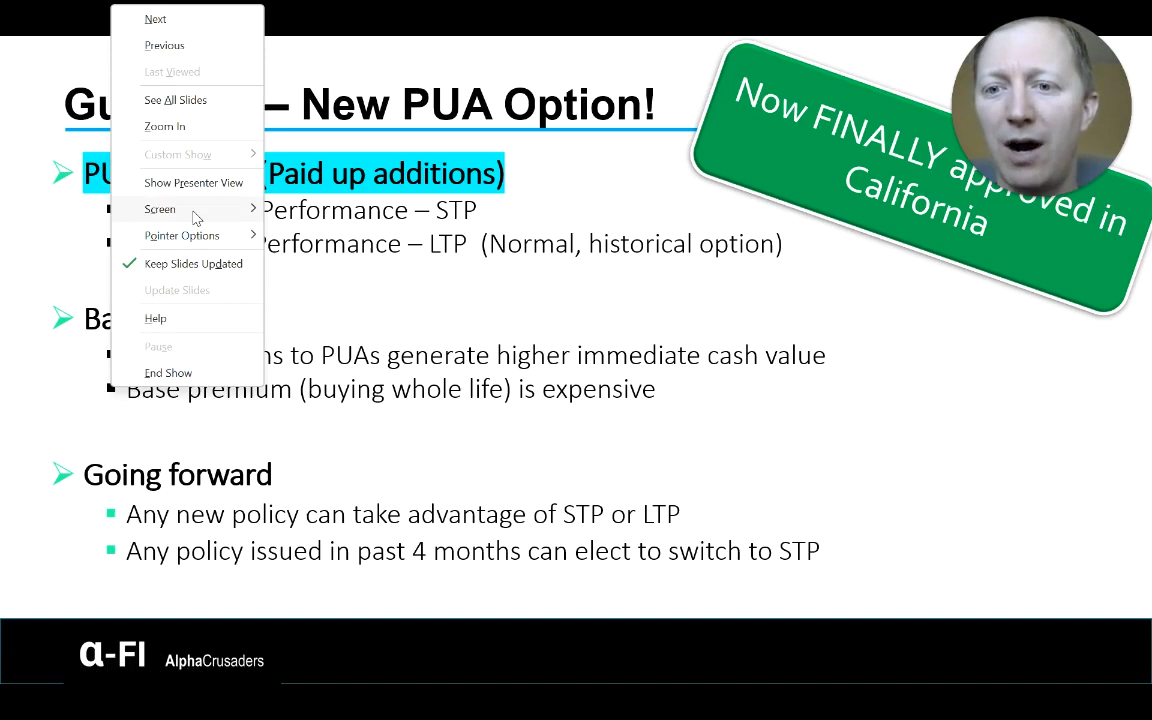 Next
Previous
Last Viewed
See All Slides
Zoom In
Custom Show
Show Presenter View
Screen
Pointer Options
Keep Slides Updated
Update Slides
Help
Pause
End Show
Gu – New PUA Option!
Now FINALLY approved in
California
PU (Paid up additions)
Performance – STP
erformance – LTP (Normal, historical option)
Ba
ns to PUAs generate higher immediate cash value
Base premium (buying whole life) is expensive
Going forward
Any new policy can take advantage of STP or LTP
Any policy issued in past 4 months can elect to switch to STP
α-FI AlphaCrusaders